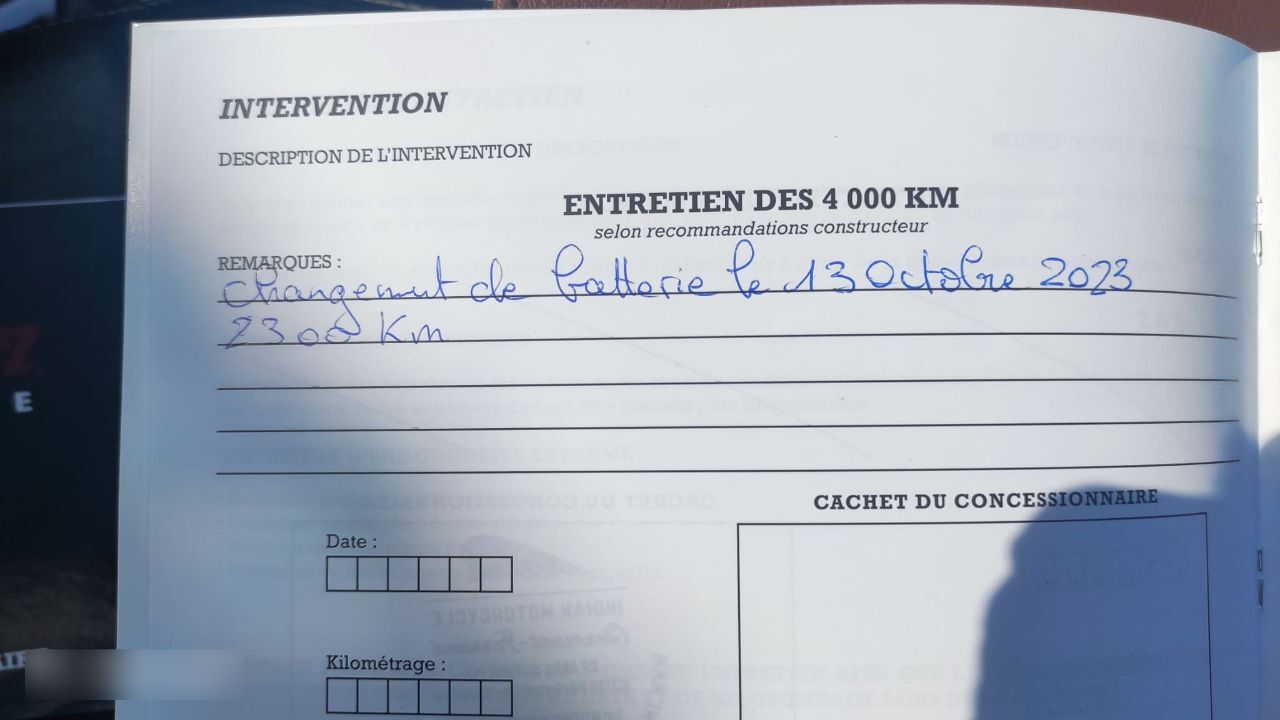 INTERVENTION
DESCRIPTION DE L'INTERVENTION
ENTRETIEN DES 4 000 KM
selon recommandations constructeur
REMARQUES :
Changement de batterie le 13 Octobre 2023
2300 Km
CACHET DU CONCESSIONNAIRE
Date :
Kilométrage :
E